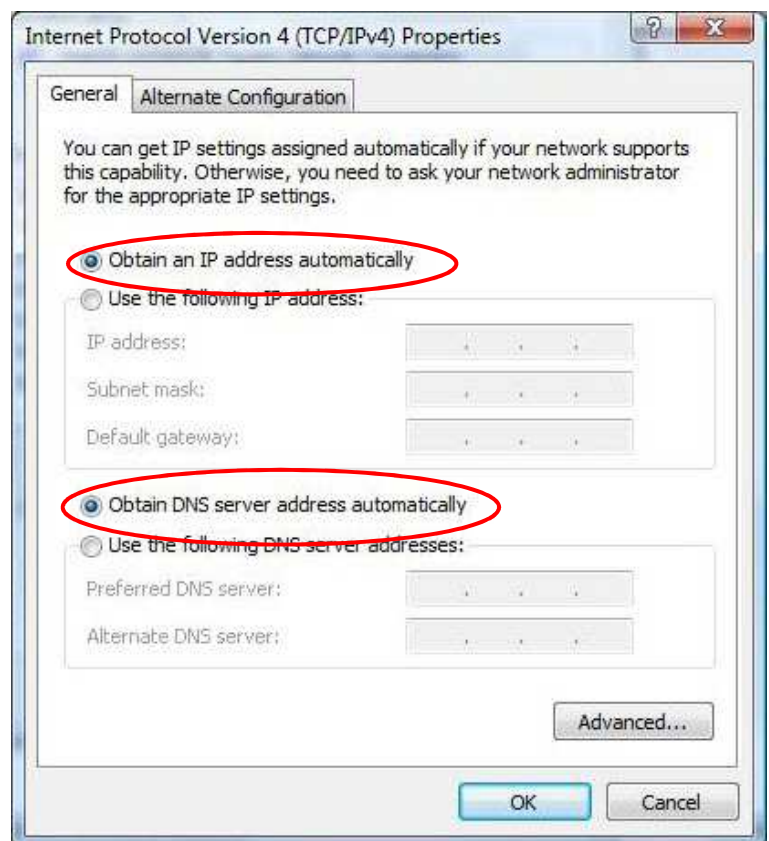 Internet Protocol Version 4 (TCP/IPv4) Properties
General
Alternate Configuration
You can get IP settings assigned automatically if your network supports
this capability. Otherwise, you need to ask your network administrator
for the appropriate IP settings.
Obtain an IP address automatically
Use the following IP address:
IP address:
Subnet mask:
Default gateway:
Obtain DNS server address automatically
Use the following DNS server addresses:
Preferred DNS server:
Alternate DNS server:
Advanced...
OK
Cancel